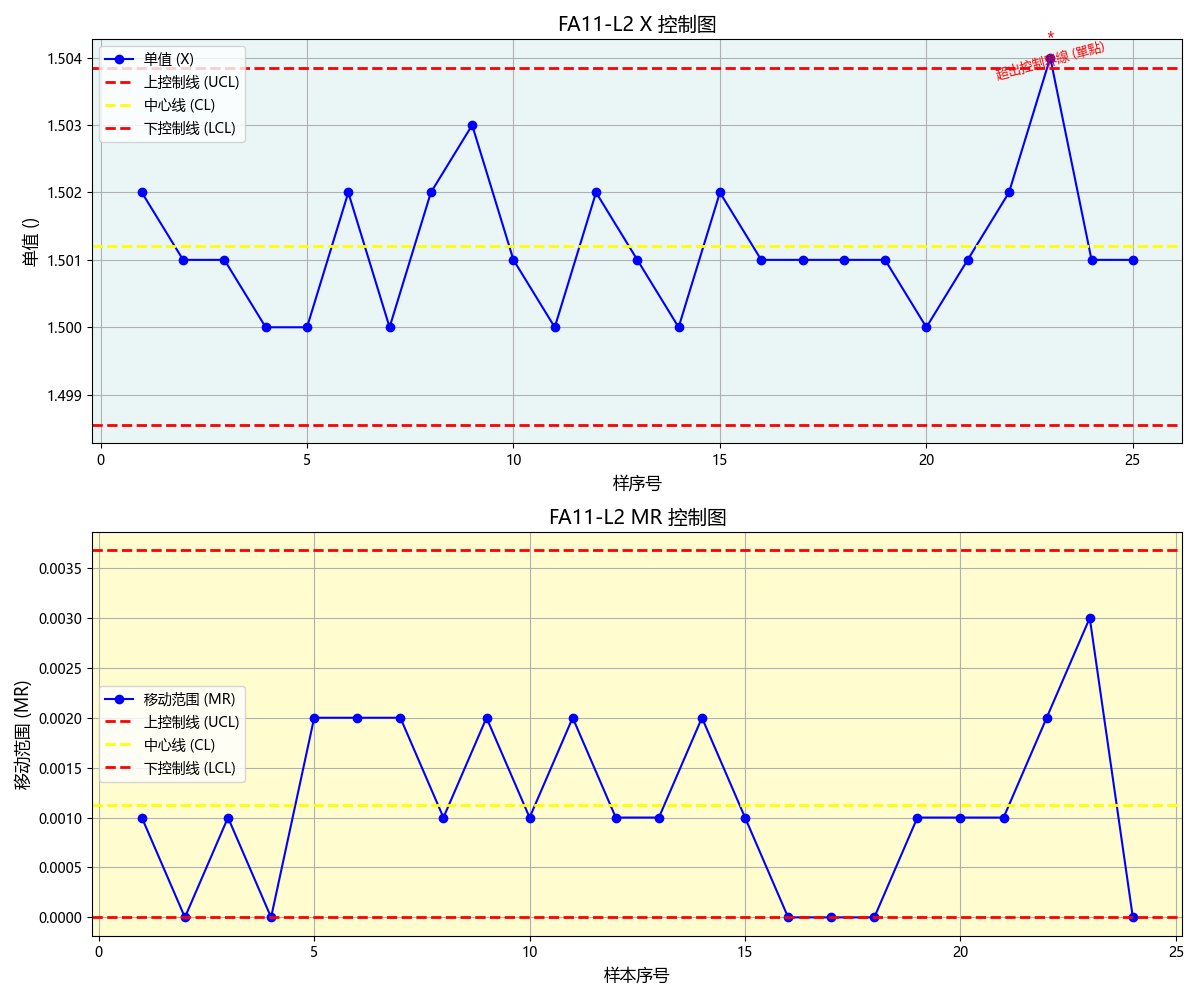 FA11-L2 X 控制图
*
超出控制界線 (單點)
单值 (X)
上控制线 (UCL)
中心线 (CL)
下控制线 (LCL)
单值 ()
1.504
1.503
1.502
1.501
1.500
1.499
0 5 10 15 20 25
样序号
FA11-L2 MR 控制图
移动范围 (MR)
0.0035
0.0030
0.0025
0.0020
0.0015
0.0010
0.0005
0.0000
移动范围 (MR)
上控制线 (UCL)
中心线 (CL)
下控制线 (LCL)
0 5 10 15 20 25
样本序号